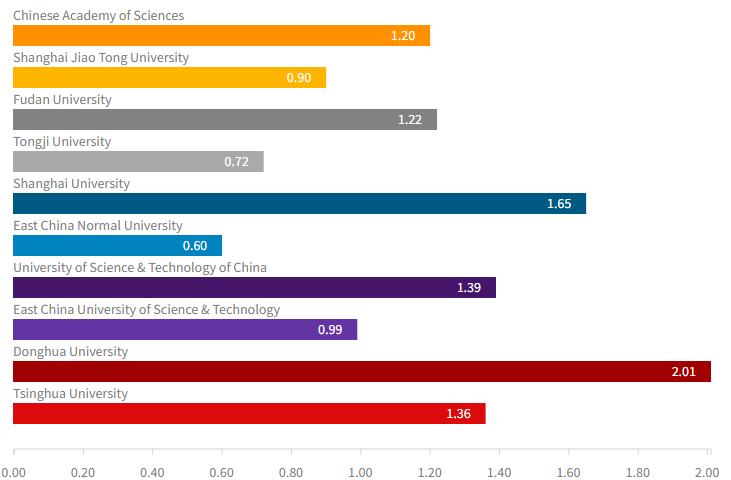 Chinese Academy of Sciences
1.20
Shanghai Jiao Tong University
0.90
Fudan University
1.22
Tongji University
0.72
Shanghai University
1.65
East China Normal University
0.60
University of Science & Technology of China
1.39
East China University of Science & Technology
0.99
Donghua University
2.01
Tsinghua University
1.36
0.00 0.20 0.40 0.60 0.80 1.00 1.20 1.40 1.60 1.80 2.00